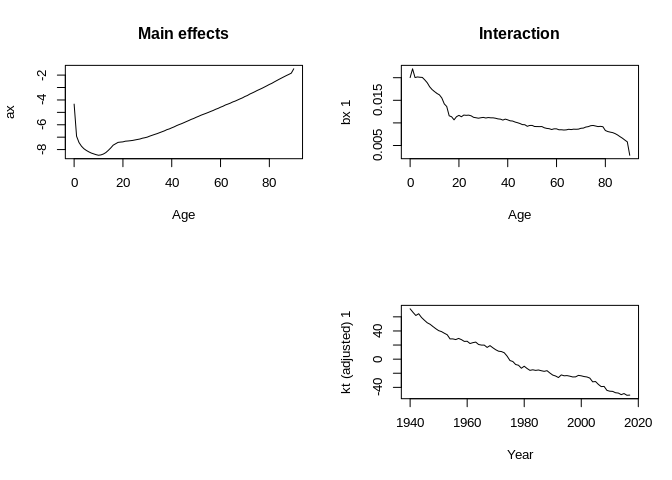 Main effects
ax
-2
-4
-6
-8
0 20 40 60 80
Age
Interaction
bx 1
0.015
0.005
0 20 40 60 80
Age
kt (adjusted) 1
40
0
-40
1940 1960 1980 2000 2020
Year